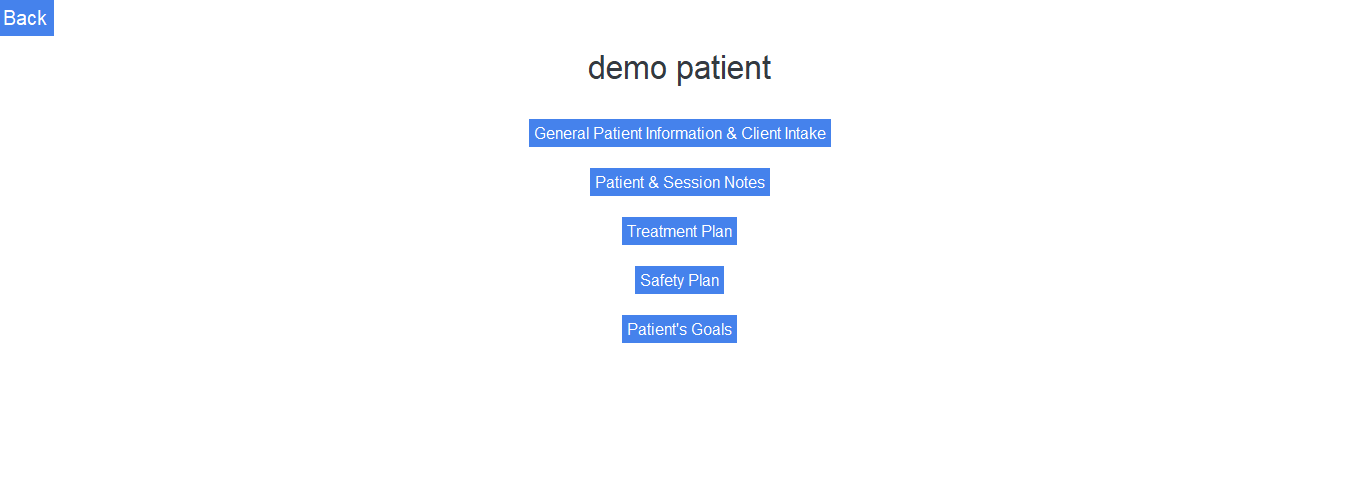 Back
demo patient
General Patient Information & Client Intake
Patient & Session Notes
Treatment Plan
Safety Plan
Patient's Goals